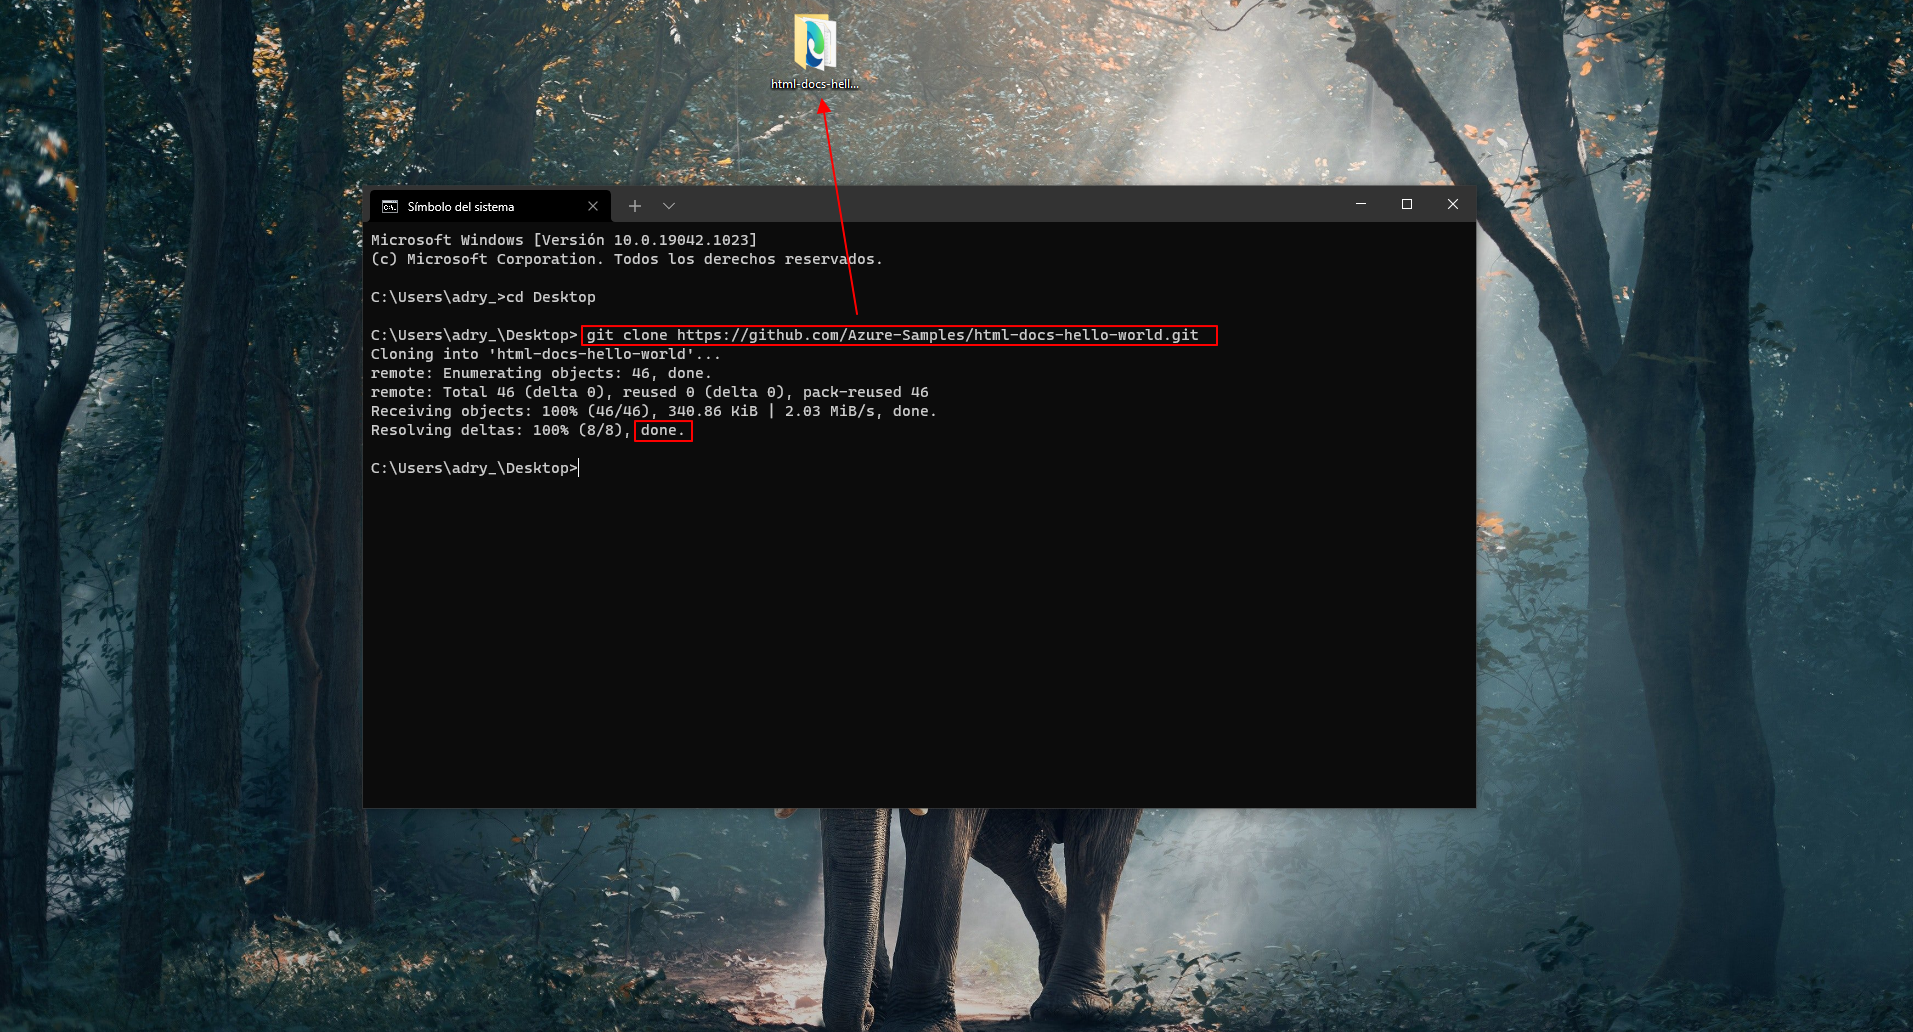 html-docs-hell...
Símbolo del sistema
Microsoft Windows [Versión 10.0.19042.1023]
(c) Microsoft Corporation. Todos los derechos reservados.
C:\Users\adry_>cd Desktop
C:\Users\adry_\Desktop> git clone https://github.com/Azure-Samples/html-docs-hello-world.git
Cloning into 'html-docs-hello-world'...
remote: Enumerating objects: 46, done.
remote: Total 46 (delta 0), reused 0 (delta 0), pack-reused 46
Receiving objects: 100% (46/46), 340.86 KiB | 2.03 MiB/s, done.
Resolving deltas: 100% (8/8), done.
C:\Users\adry_\Desktop>